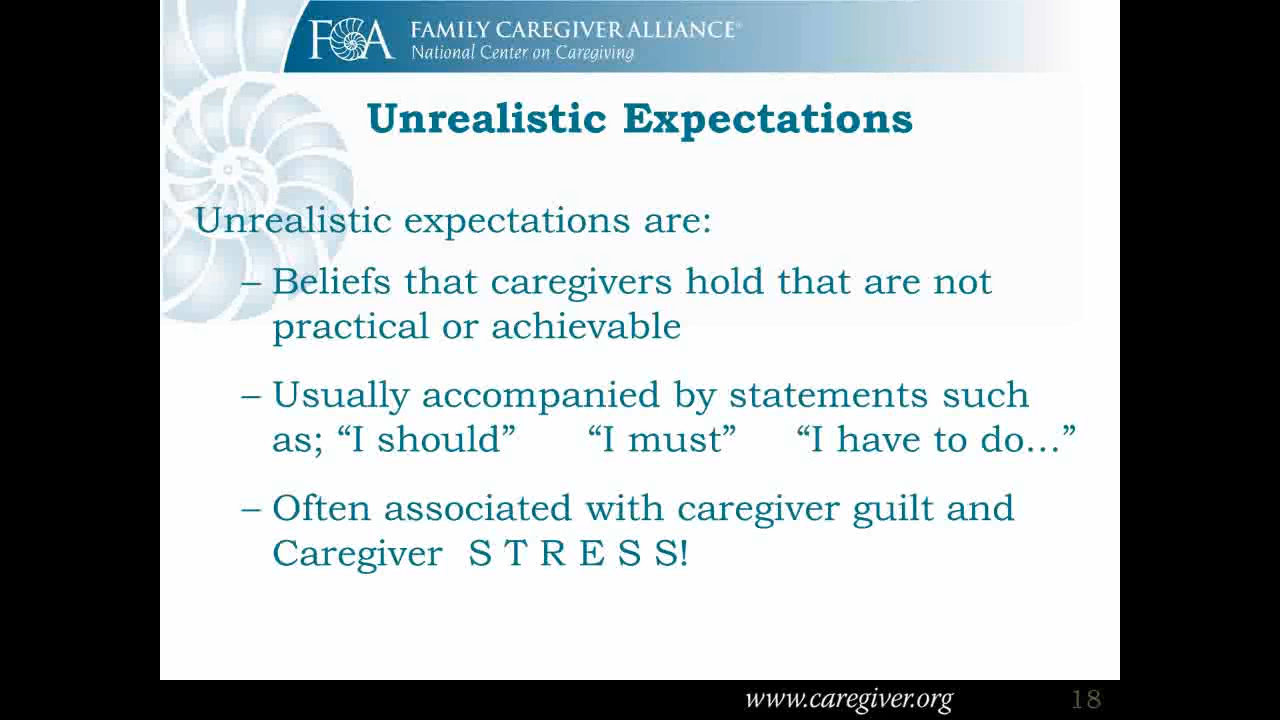 FCA FAMILY CAREGIVER ALLIANCE®
National Center on Caregiving
Unrealistic Expectations
Unrealistic expectations are:
– Beliefs that caregivers hold that are not
practical or achievable
– Usually accompanied by statements such
as; “I should” “I must” “I have to do...”
– Often associated with caregiver guilt and
Caregiver S T R E S S!
www.caregiver.org 18